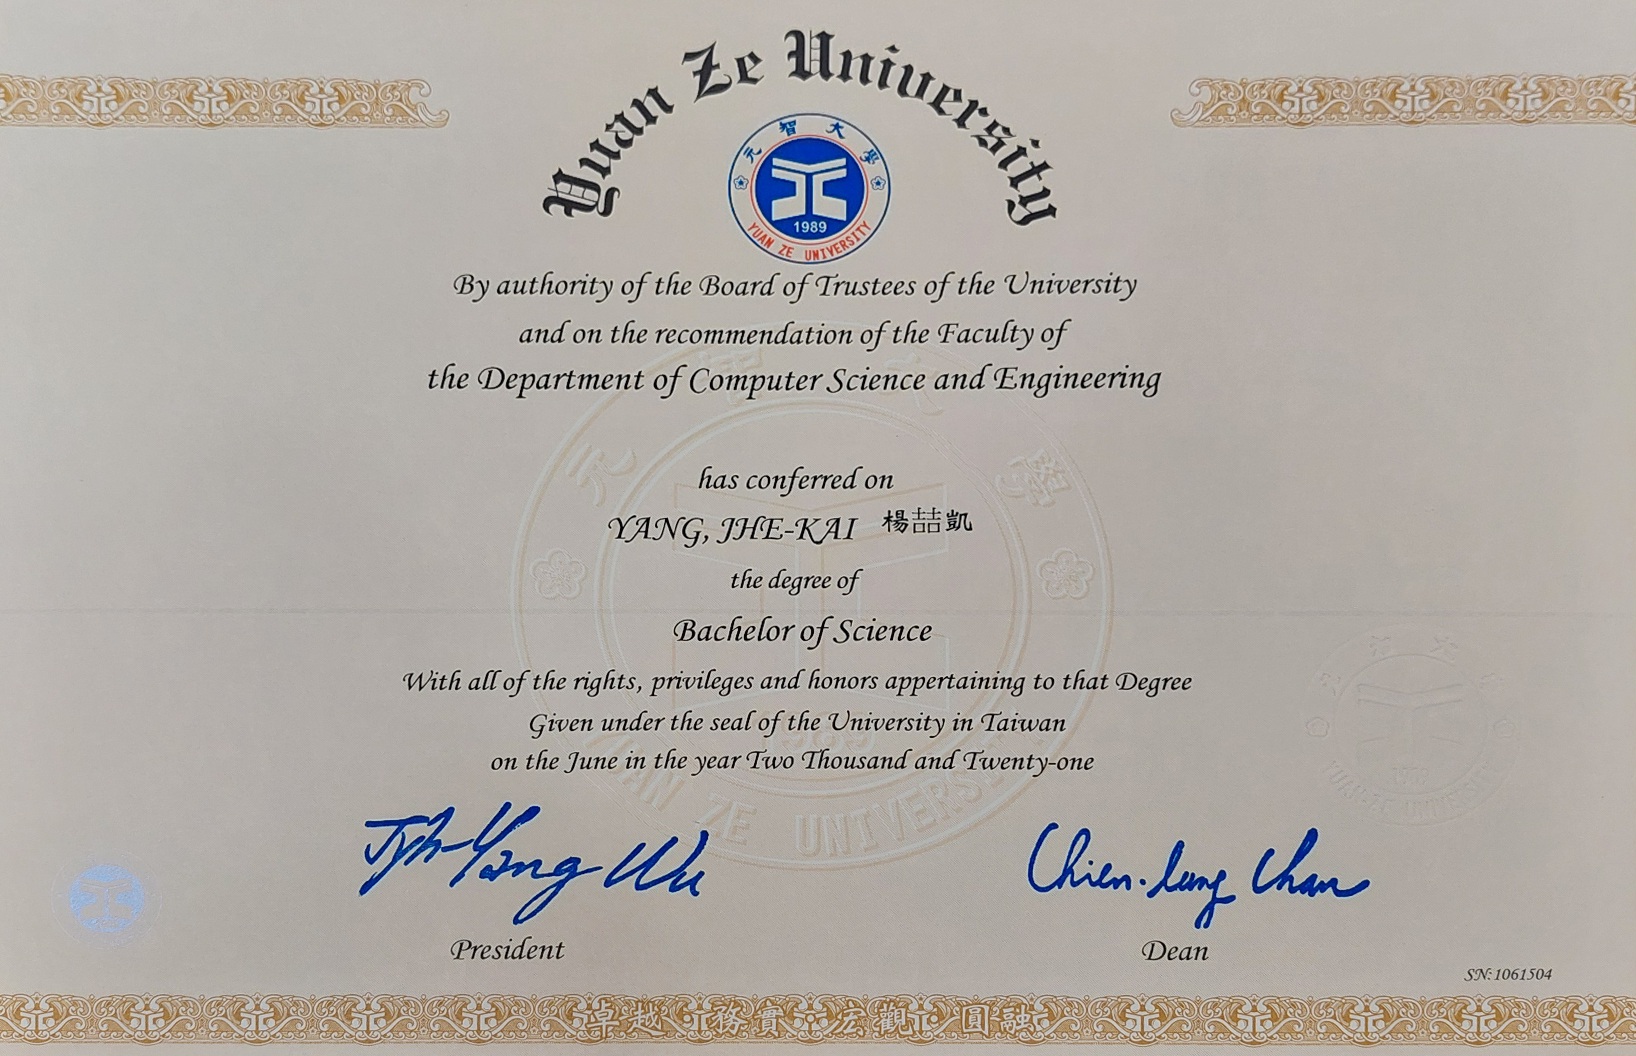 Yuan Ze University
元智大學
1989
YUAN ZE UNIVERSITY
By authority of the Board of Trustees of the University
and on the recommendation of the Faculty of
the Department of Computer Science and Engineering
has conferred on
YANG, JHE-KAI 楊喆凱
the degree of
Bachelor of Science
With all of the rights, privileges and honors appertaining to that Degree
Given under the seal of the University in Taiwan
on the June in the year Two Thousand and Twenty-one
元智大學
1989
YUAN ZE UNIVERSITY
Jyh-Yang Wu
Chien-lung Chan
President
Dean
SN:1061504
卓越 務實 宏觀 圓融